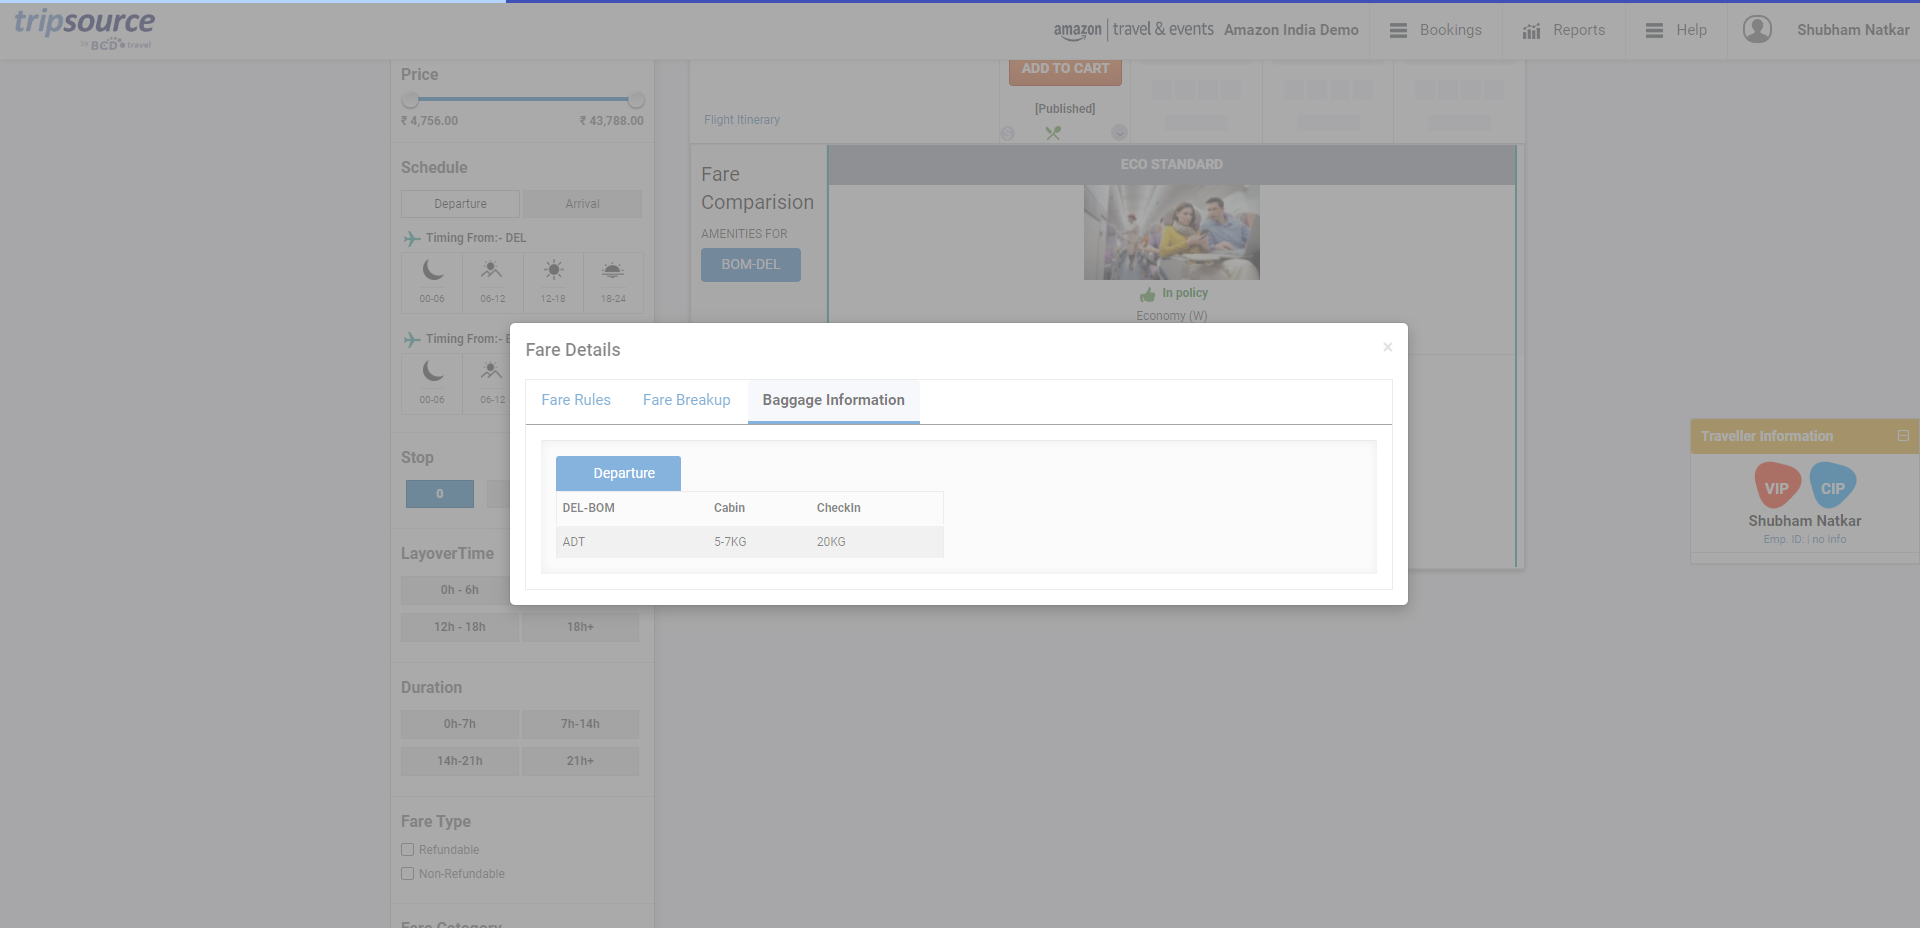 tripsource
by BCD travel
amazon travel & events Amazon India Demo Bookings Reports Help Shubham Natkar
Price
₹ 4,756.00 ₹ 43,788.00
Schedule
Departure Arrival
Timing From:- DEL
00-06 06-12 12-18 18-24
Timing From:-
00-06 06-12
Stop
0
LayoverTime
0h - 6h
12h - 18h 18h+
Duration
0h-7h 7h-14h
14h-21h 21h+
Fare Type
Refundable
Non-Refundable
Fare Category
ADD TO CART
[Published]
Flight Itinerary
Fare
Comparision
AMENITIES FOR
BOM-DEL
ECO STANDARD
In policy
Economy (W)
Fare Details ×
Fare Rules Fare Breakup Baggage Information
Departure
DEL-BOM Cabin CheckIn
ADT 5-7KG 20KG
Traveller Information
VIP CIP
Shubham Natkar
Emp. ID: | no Info